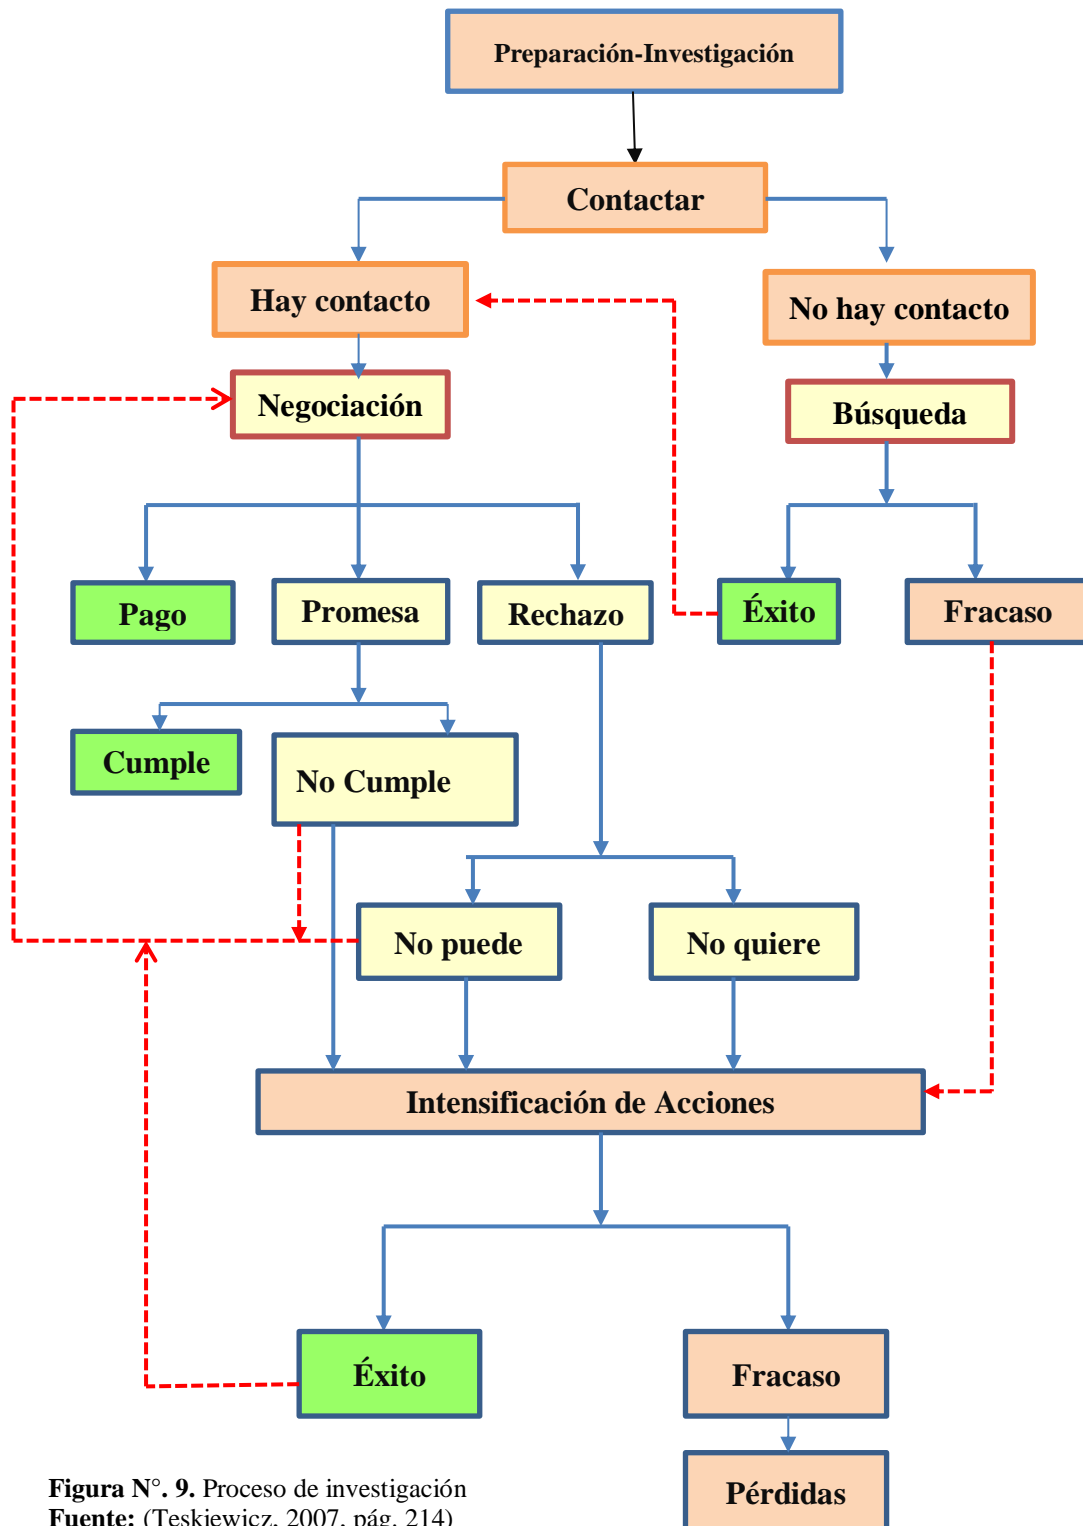 Preparación-Investigación
Contactar
Hay contacto
No hay contacto
Negociación
Búsqueda
Pago
Promesa
Rechazo
Éxito
Fracaso
Cumple
No Cumple
No puede
No quiere
Intensificación de Acciones
Éxito
Fracaso
Pérdidas
Figura N°. 9. Proceso de investigación
Fuente: (Teskiewicz, 2007, pág. 214)